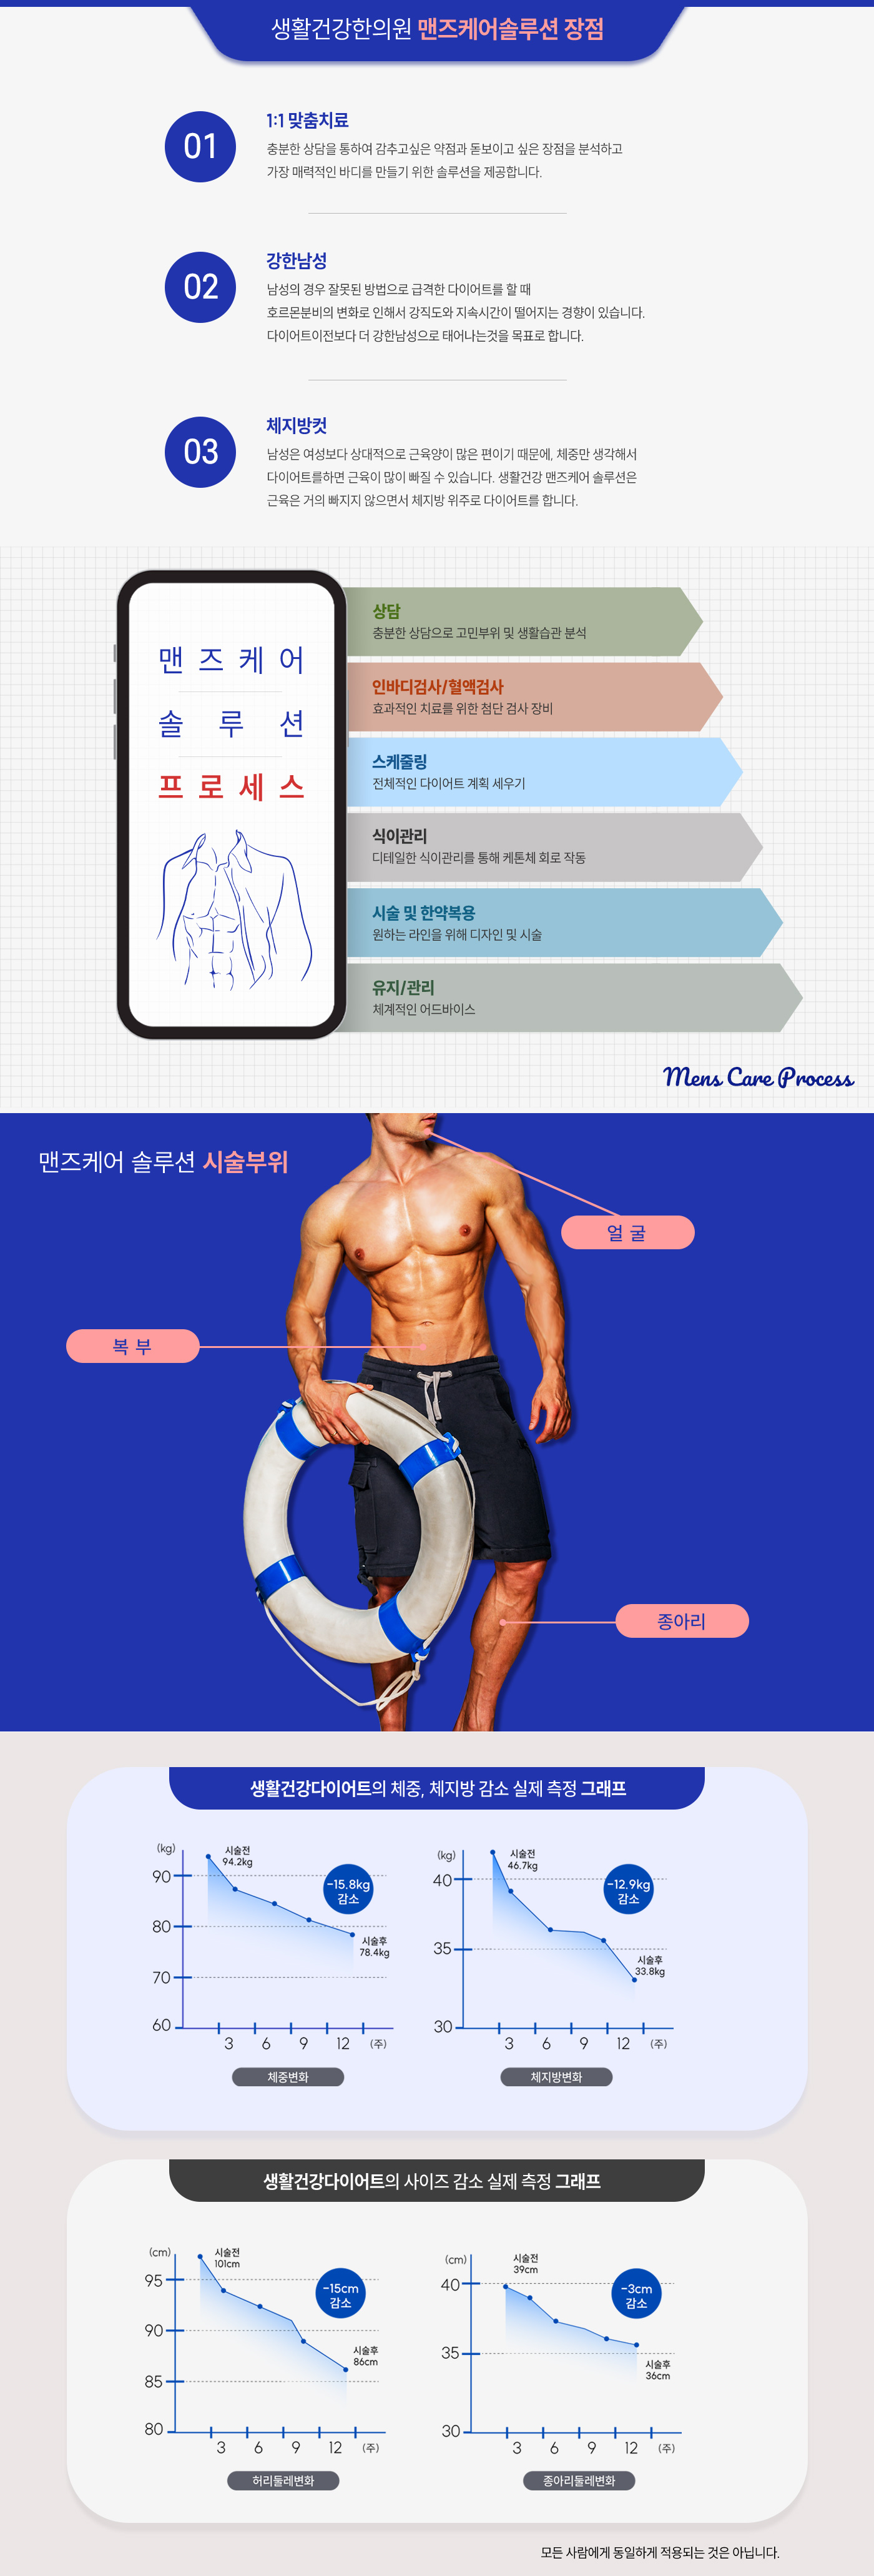 생활건강한의원 맨즈케어솔루션 장점
01
1:1 맞춤치료
충분한 상담을 통하여 감추고싶은 약점과 돋보이고 싶은 장점을 분석하고
가장 매력적인 바디를 만들기 위한 솔루션을 제공합니다.
02
강한남성
남성의 경우 잘못된 방법으로 급격한 다이어트를 할 때
호르몬분비의 변화로 인해서 강직도와 지속시간이 떨어지는 경향이 있습니다.
다이어트이전보다 더 강한남성으로 태어나는것을 목표로 합니다.
03
체지방컷
남성은 여성보다 상대적으로 근육량이 많은 편이기 때문에, 체중만 생각해서
다이어트를하면 근육이 많이 빠질 수 있습니다. 생활건강 맨즈케어 솔루션은
근육은 거의 빠지지 않으면서 체지방 위주로 다이어트를 합니다.
맨즈케어
솔루션
프로세스
상담
충분한 상담으로 고민부위 및 생활습관 분석
인바디검사/혈액검사
효과적인 치료를 위한 첨단 검사 장비
스케줄링
전체적인 다이어트 계획 세우기
식이관리
디테일한 식이관리를 통해 케톤체 회로 작동
시술 및 한약복용
원하는 라인을 위해 디자인 및 시술
유지/관리
체계적인 어드바이스
Mens Care Process
맨즈케어 솔루션 시술부위
얼굴
복부
종아리
생활건강다이어트의 체중, 체지방 감소 실제 측정 그래프
(kg)
90
80
70
60
시술전
94.2kg
-15.8kg
감소
시술후
78.4kg
3 6 9 12 (주)
체중변화
(kg)
40
35
30
시술전
46.7kg
-12.9kg
감소
시술후
33.8kg
3 6 9 12 (주)
체지방변화
생활건강다이어트의 사이즈 감소 실제 측정 그래프
(cm)
95
90
85
80
시술전
101cm
-15cm
감소
시술후
86cm
3 6 9 12 (주)
허리둘레변화
(cm)
40
35
30
시술전
39cm
-3cm
감소
시술후
36cm
3 6 9 12 (주)
종아리둘레변화
모든 사람에게 동일하게 적용되는 것은 아닙니다.